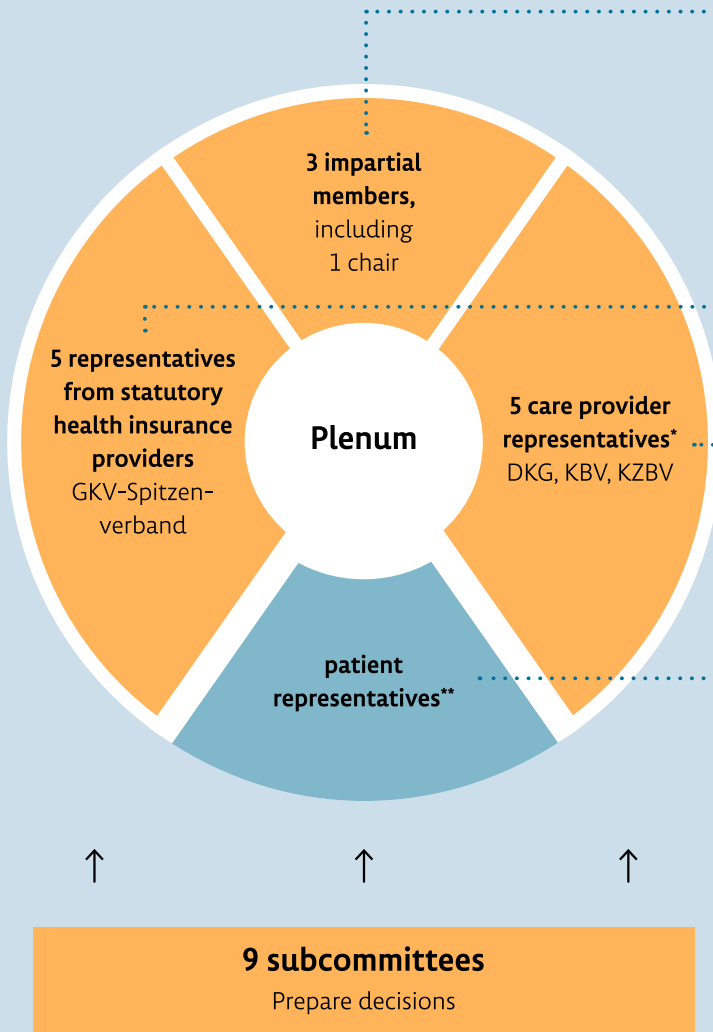 3 impartial
members,
including
1 chair
5 representatives
from statutory
health insurance
providers
GKV-Spitzen-
verband
Plenum
5 care provider
representatives*
DKG, KBV, KZBV
patient
representatives**
9 subcommittees
Prepare decisions